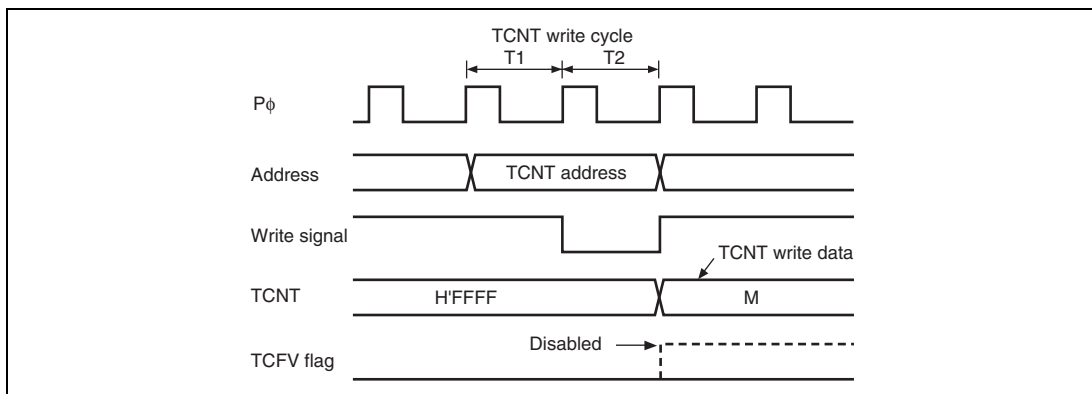 TCNT write cycle
T1 T2
Pϕ
Address TCNT address
Write signal
TCNT write data
TCNT H'FFFF M
Disabled
TCFV flag